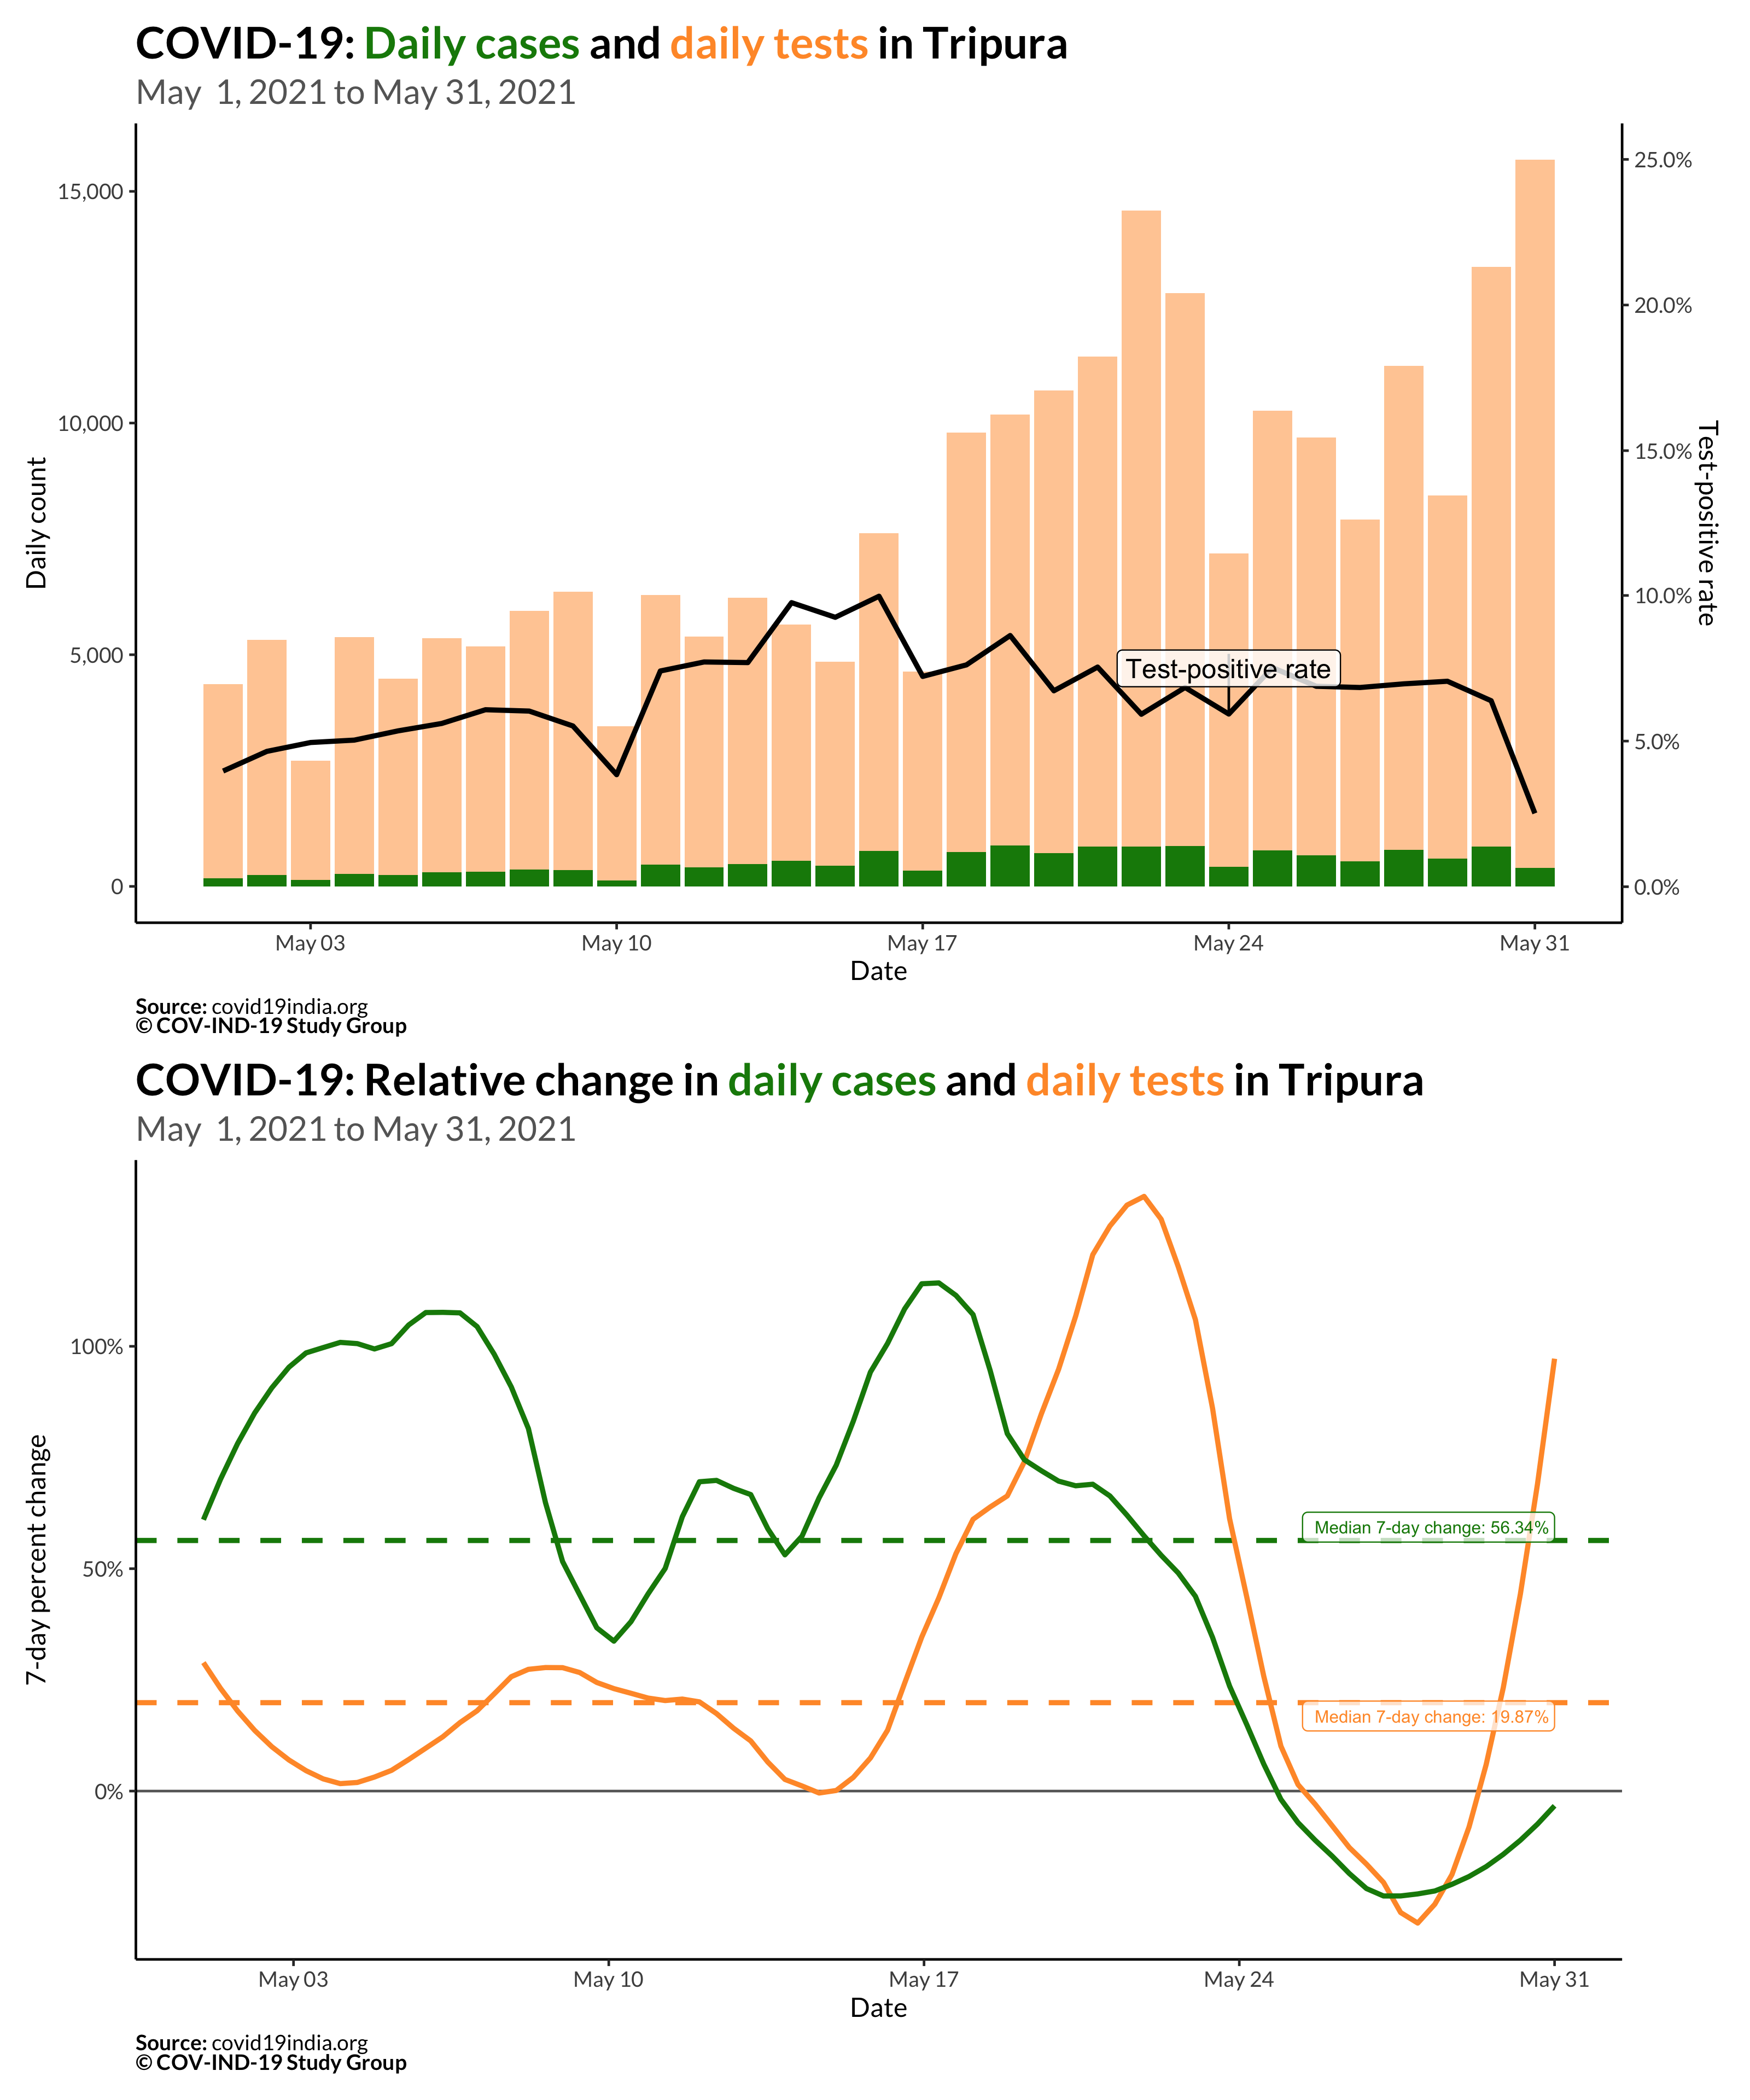 COVID-19: Daily cases and daily tests in Tripura
May  1, 2021 to May 31, 2021
15,000
10,000
5,000
0
Daily count
25.0%
20.0%
15.0%
10.0%
5.0%
0.0%
Test-positive rate
Test-positive rate
May 03
May 10
May 17
May 24
May 31
Date
Source: covid19india.org
© COV-IND-19 Study Group
COVID-19: Relative change in daily cases and daily tests in Tripura
May  1, 2021 to May 31, 2021
100%
50%
0%
7-day percent change
Median 7-day change: 56.34%
Median 7-day change: 19.87%
May 03
May 10
May 17
May 24
May 31
Date
Source: covid19india.org
© COV-IND-19 Study Group